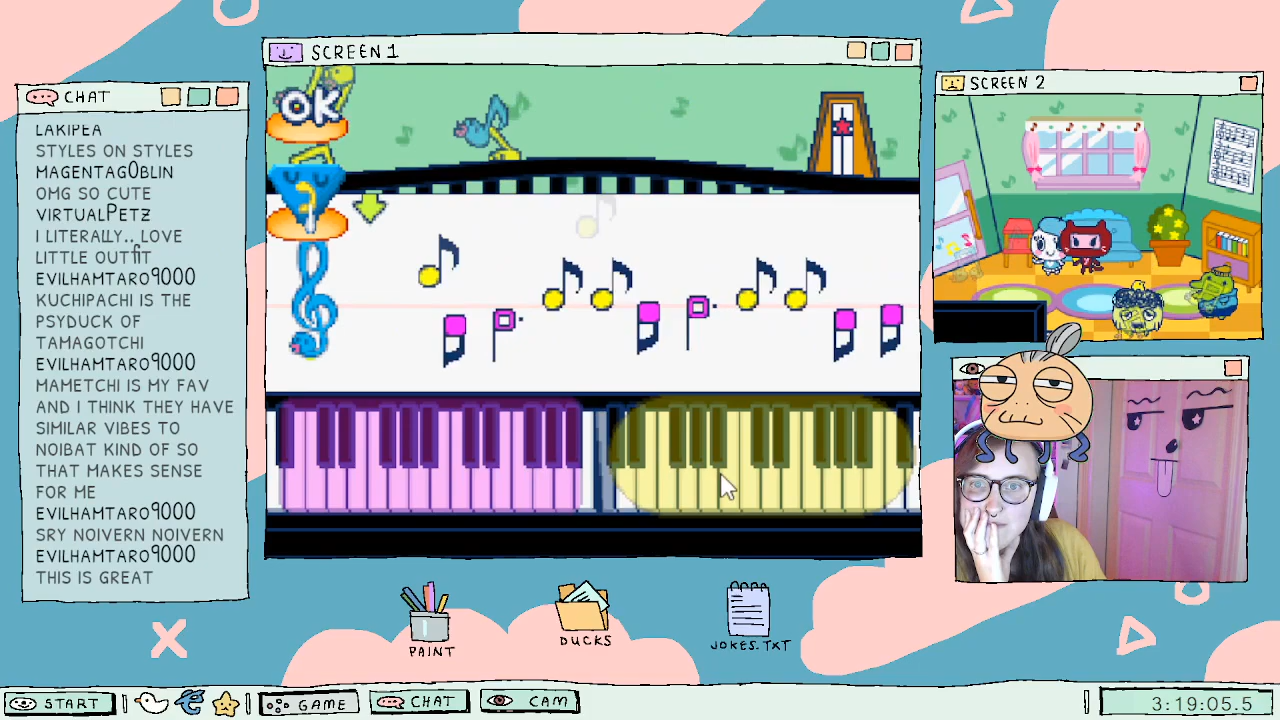 SCREEN 1
OK
SCREEN 2
CHAT
LAKIPEA
STYLES ON STYLES
MAGENTAG0BLIN
OMG SO CUTE
VIRTUALPETZ
I LITERALLY.. LOVE
LITTLE OUTFIT
EVILHAMTARO9000
KUCHIPACHI IS THE
PSYDUCK OF
TAMAGOTCHI
EVILHAMTARO9000
MAMETCHI IS MY FAV
AND I THINK THEY HAVE
SIMILAR VIBES TO
NOIBAT KIND OF SO
THAT MAKES SENSE
FOR ME
EVILHAMTARO9000
SRY NOIVERN NOIVERN
EVILHAMTARO9000
THIS IS GREAT
PAINT
DUCKS
JOKES.TXT
START
GAME
CHAT
CAM
3:19:05.5